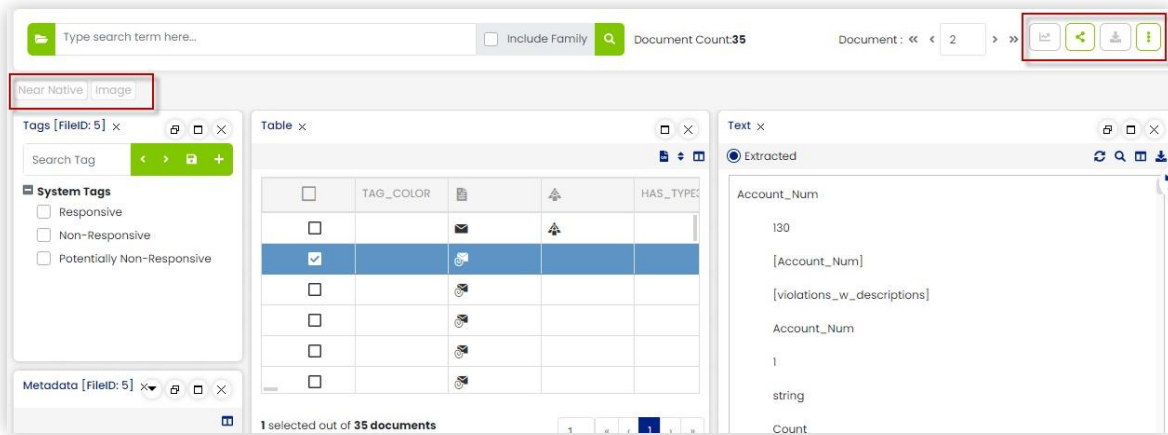 Type search term here...
Include Family
Document Count:35
Document : « < 2 > »
Near Native
Image
Tags [FileID: 5] ×
Search Tag
System Tags
Responsive
Non-Responsive
Potentially Non-Responsive
Metadata [FileID: 5]
Table ×
TAG_COLOR
HAS_TYPE
1 selected out of 35 documents
1 « ‹ 1 › »
Text ×
Extracted
Account_Num
130
[Account_Num]
[violations_w_descriptions]
Account_Num
1
string
Count